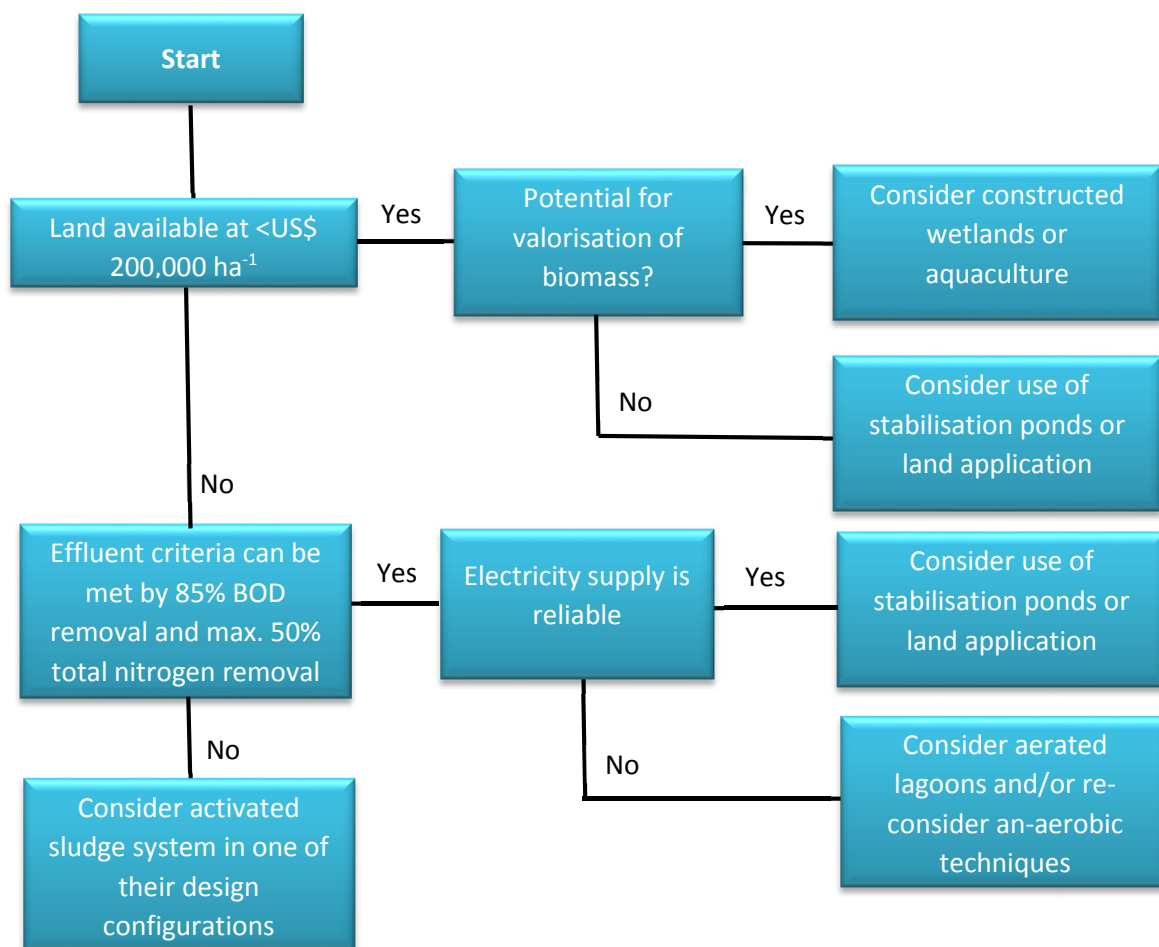 Start
Land available at <US$
200,000 ha-1
Yes
Potential for
valorisation of
biomass?
Yes
Consider constructed
wetlands or
aquaculture
No
Consider use of
stabilisation ponds or
land application
No
Effluent criteria can be
met by 85% BOD
removal and max. 50%
total nitrogen removal
Yes
Electricity supply is
reliable
Yes
Consider use of
stabilisation ponds or
land application
No
Consider aerated
lagoons and/or re-
consider an-aerobic
techniques
No
Consider activated
sludge system in one of
their design
configurations